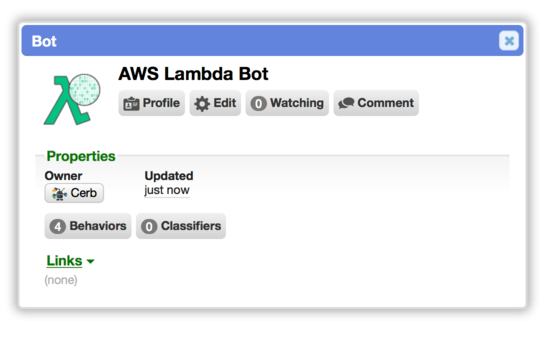 Bot
AWS Lambda Bot
Profile Edit 0 Watching Comment
Properties
Owner Updated
Cerb just now
4 Behaviors 0 Classifiers
Links
(none)